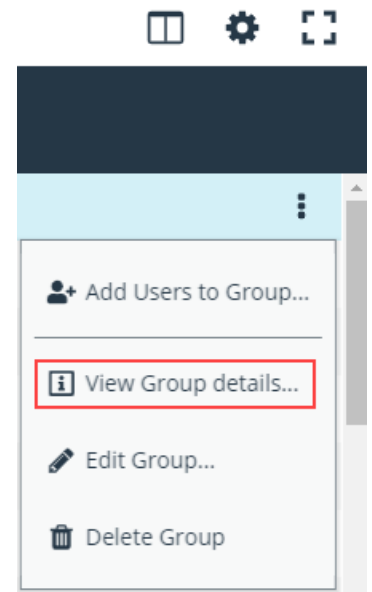 Add Users to Group...
View Group details...
Edit Group...
Delete Group